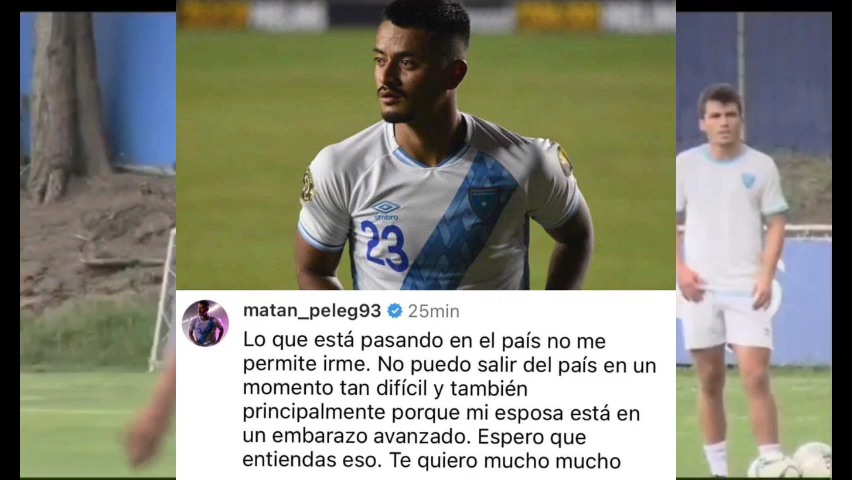 umbro
23
matan_peleg93 25min
Lo que está pasando en el país no me
permite irme. No puedo salir del país en un
momento tan difícil y también
principalmente porque mi esposa está en
un embarazo avanzado. Espero que
entiendas eso. Te quiero mucho mucho